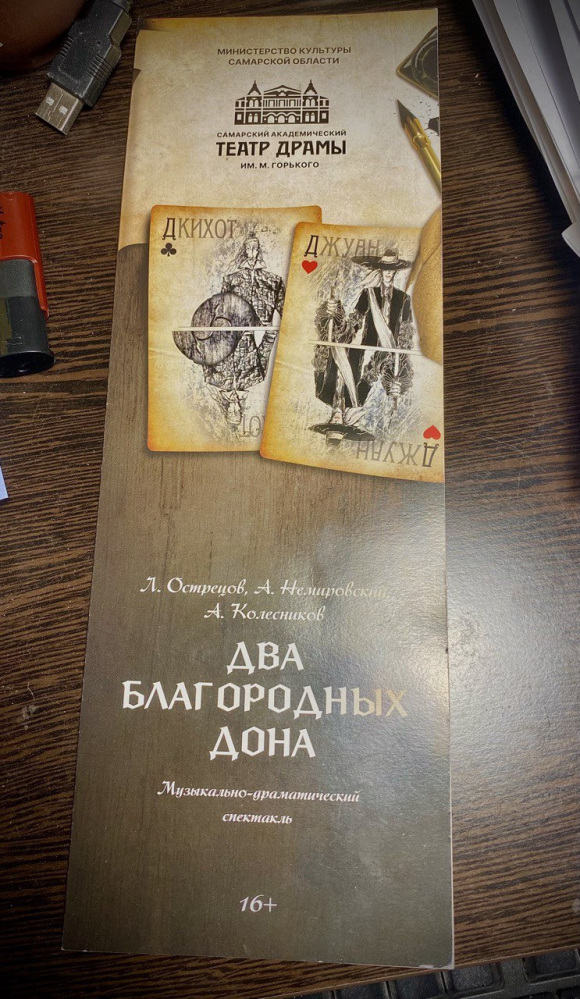 МИНИСТЕРСТВО КУЛЬТУРЫ
САМАРСКОЙ ОБЛАСТИ
САМАРСКИЙ АКАДЕМИЧЕСКИЙ
ТЕАТР ДРАМЫ
ИМ. М. ГОРЬКОГО
ДКИХОТ
ДЖУАН
ДЖУАН
Л. Острецов, А. Немировский,
А. Колесников
ДВА
БЛАГОРОДНЫХ
ДОНА
Музыкально-драматический
спектакль
16+